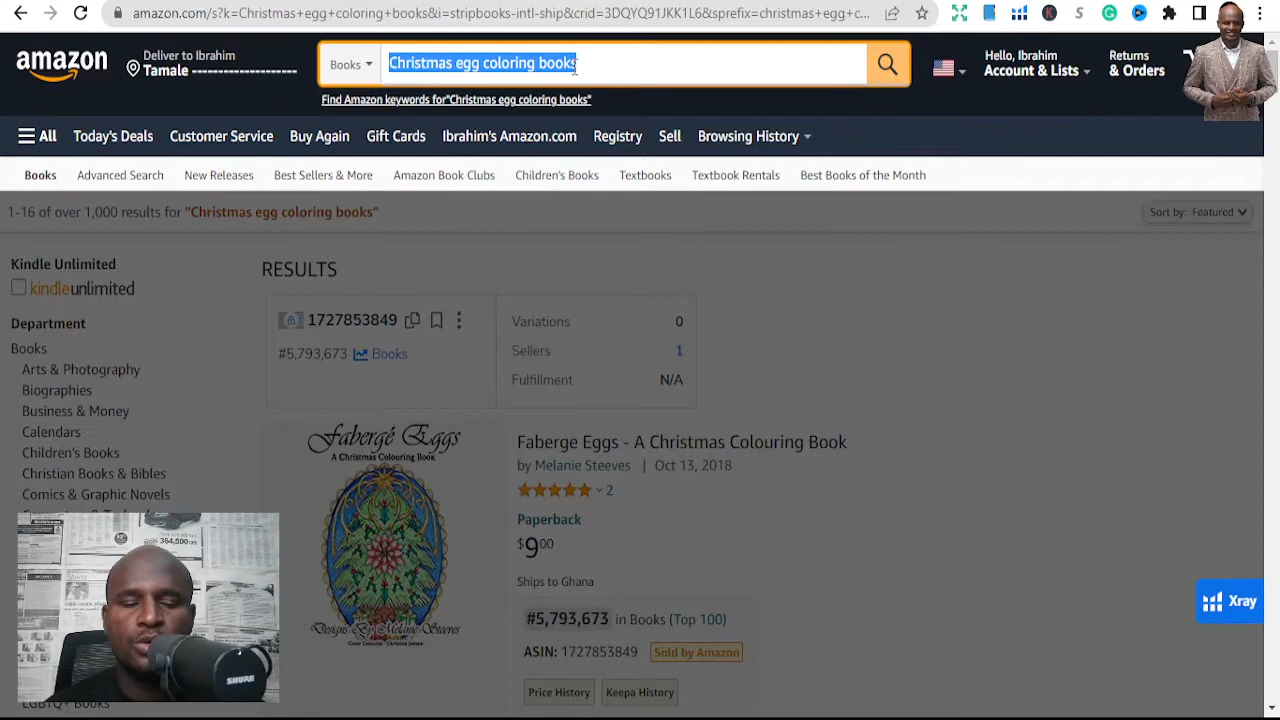 amazon.com/s?k=Christmas+egg+coloring+books&i=stripbooks-intl-ship&crid=3DQYQ91JKK1L6&sprefix=christmas+egg+c...
amazon
Deliver to Ibrahim
Tamale
Books
Christmas egg coloring books
Hello, Ibrahim
Account & Lists
Returns
& Orders
Find Amazon keywords for"Christmas egg coloring books"
All
Today's Deals
Customer Service
Buy Again
Gift Cards
Ibrahim's Amazon.com
Registry
Sell
Browsing History
Books
Advanced Search
New Releases
Best Sellers & More
Amazon Book Clubs
Children's Books
Textbooks
Textbook Rentals
Best Books of the Month
1-16 of over 1,000 results for "Christmas egg coloring books"
Sort by: Featured
Kindle Unlimited
kindleunlimited
Department
Books
Arts & Photography
Biographies
Business & Money
Calendars
Children's Books
Christian Books & Bibles
Comics & Graphic Novels
LGBTQ+ Books
RESULTS
1727853849
#5,793,673 Books
Variations 0
Sellers 1
Fulfillment N/A
Fabergé Eggs
A Christmas Colouring Book
Designs By Melanie Steeves
Faberge Eggs - A Christmas Colouring Book
by Melanie Steeves | Oct 13, 2018
2
Paperback
$9.00
Ships to Ghana
#5,793,673 in Books (Top 100)
ASIN: 1727853849 Sold by Amazon
Price History
Keepa History
Xray
364,500
SHURE